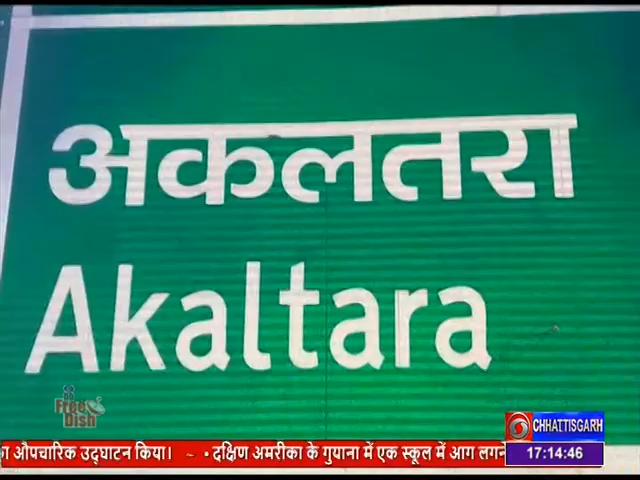 अकलतरा
Akaltara
DD
Free
Dish
CHHATTISGARH
17:14:46
ा औपचारिक उद्घाटन किया। ~ • दक्षिण अमरीका के गुयाना में एक स्कूल में आग लगने